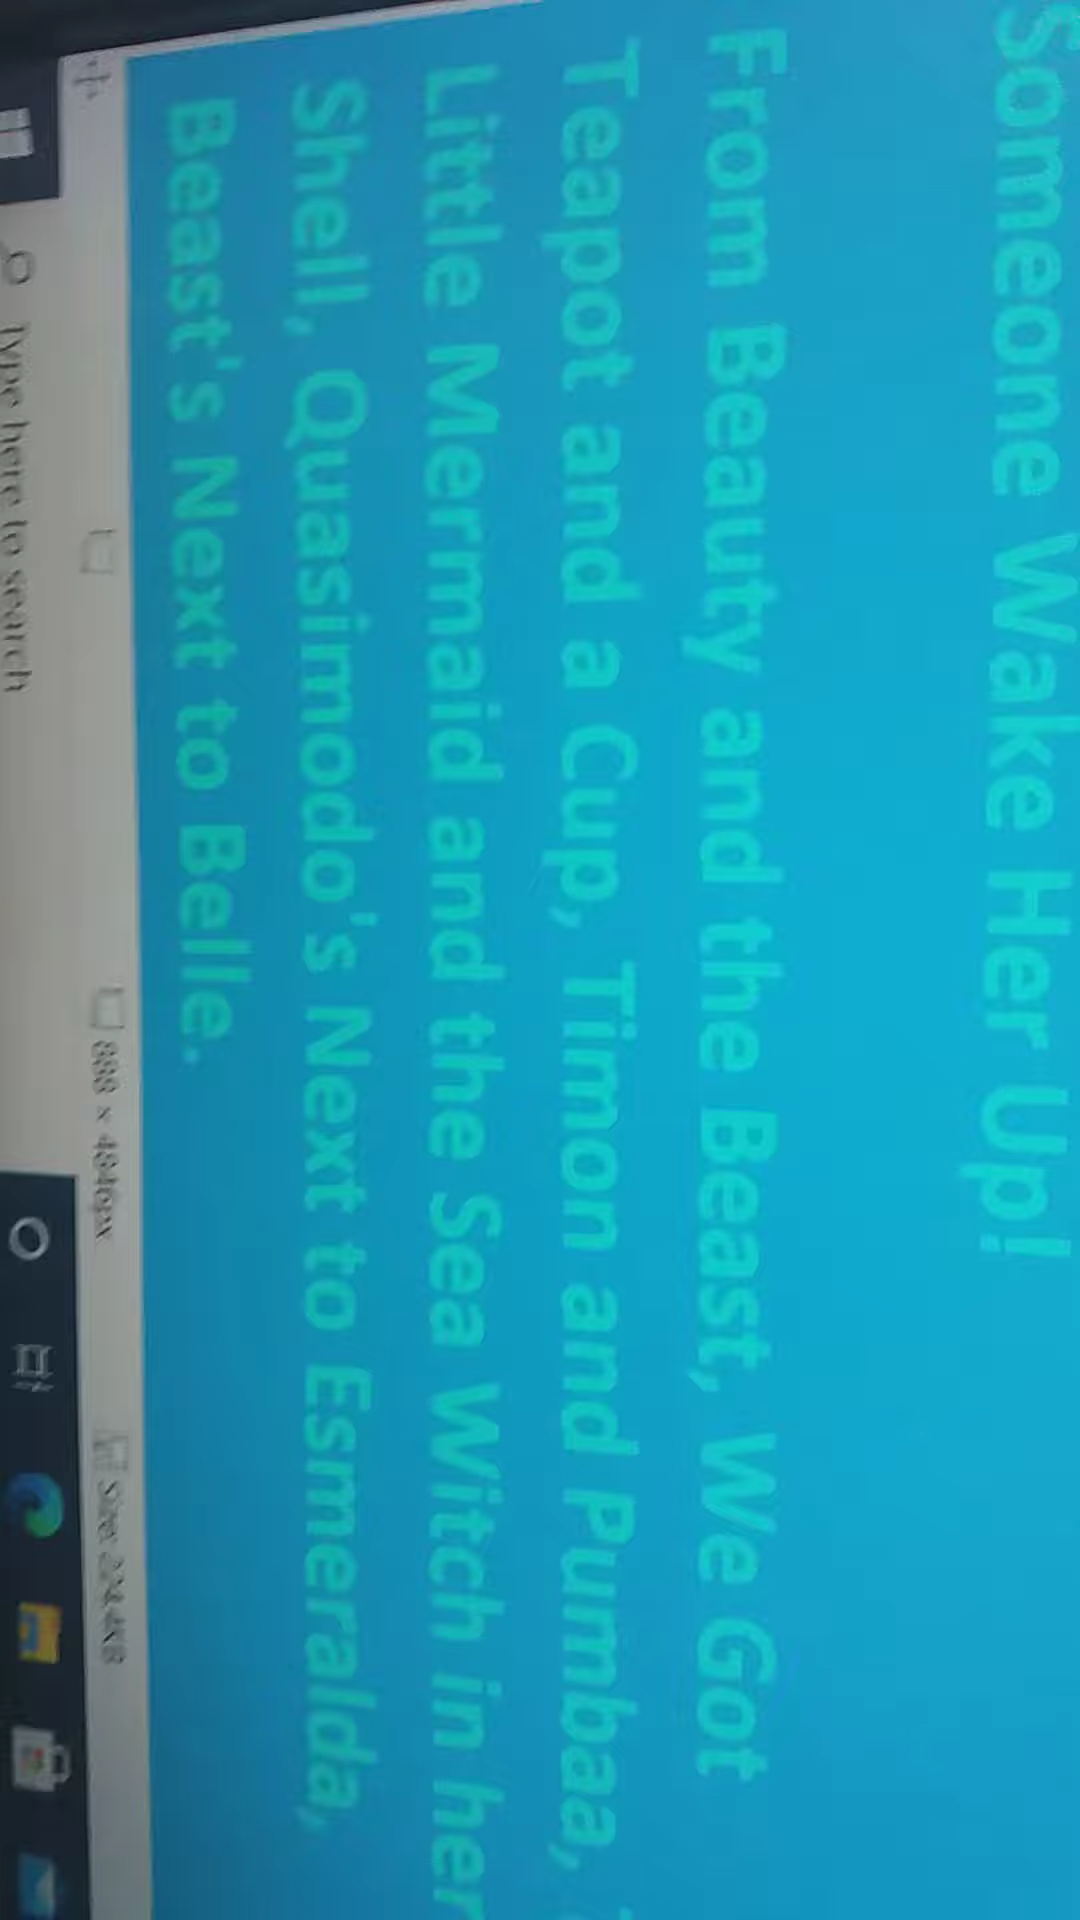 Someone Wake Her Up!
From Beauty and the Beast, We Got
Teapot and a Cup, Timon and Pumbaa,
Little Mermaid and the Sea Witch in her
Shell, Quasimodo's Next to Esmeralda,
Beast's Next to Belle.
888 × 484px
Size: 224.4KB
Type here to search